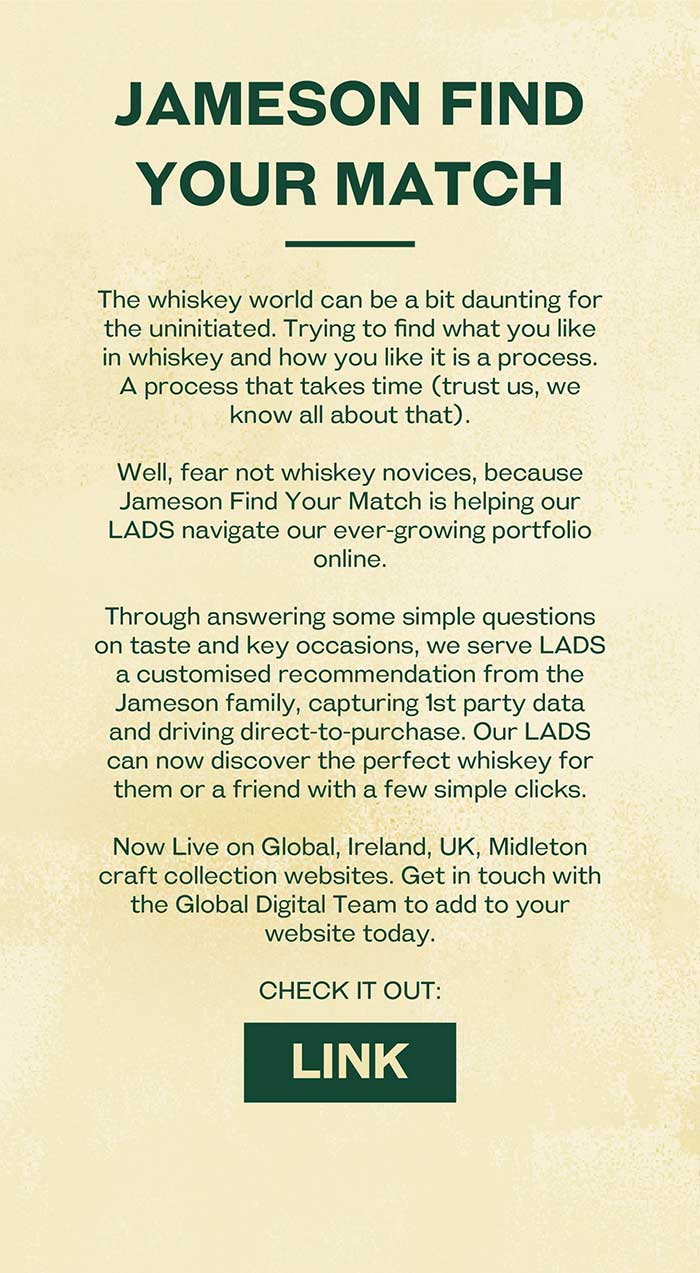 JAMESON FIND
YOUR MATCH
The whiskey world can be a bit daunting for
the uninitiated. Trying to find what you like
in whiskey and how you like it is a process.
A process that takes time (trust us, we
know all about that).
Well, fear not whiskey novices, because
Jameson Find Your Match is helping our
LADS navigate our ever-growing portfolio
online.
Through answering some simple questions
on taste and key occasions, we serve LADS
a customised recommendation from the
Jameson family, capturing 1st party data
and driving direct-to-purchase. Our LADS
can now discover the perfect whiskey for
them or a friend with a few simple clicks.
Now Live on Global, Ireland, UK, Midleton
craft collection websites. Get in touch with
the Global Digital Team to add to your
website today.
CHECK IT OUT:
LINK